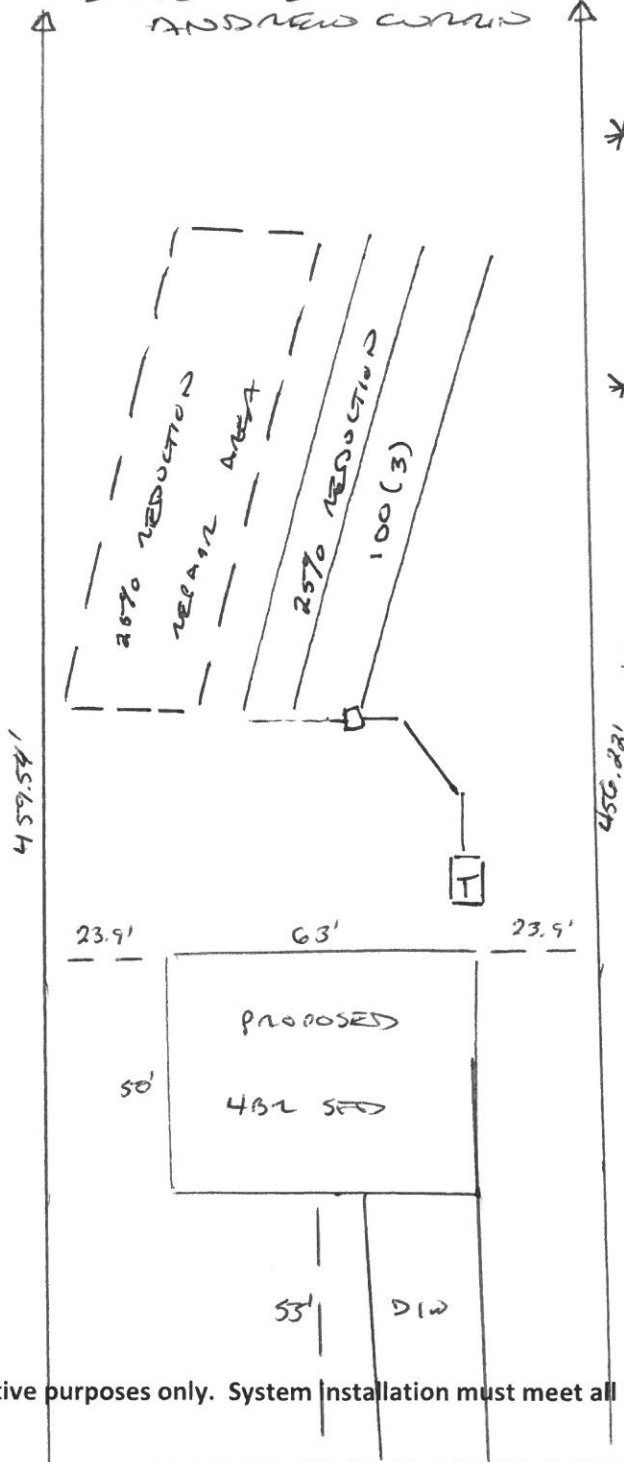 ANDREW CURRIN
25% REDUCTION
REPAIR AREA
25% REDUCTION
100 (3)
459.54'
456.22'
T
23.9'
63'
23.9'
PROPOSED
50'
4BR SFD
53'
D/W
tive purposes only. System installation must meet all